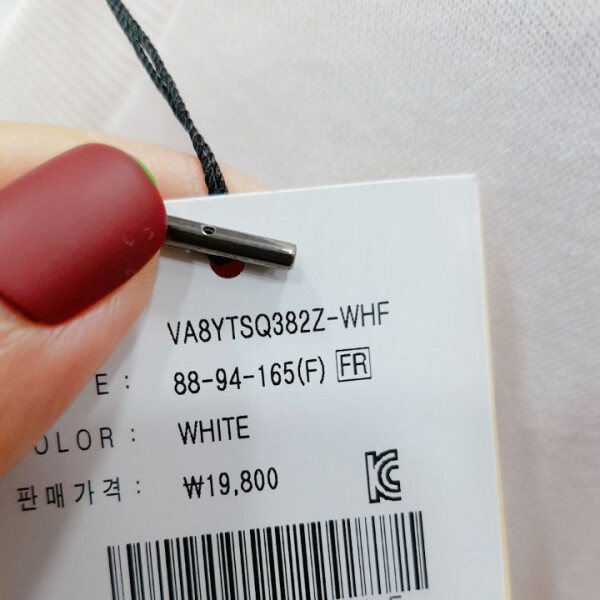 VA8YTSQ382Z-WHF
E : 88-94-165(F) FR
OLOR : WHITE
판매가격 : ₩19,800